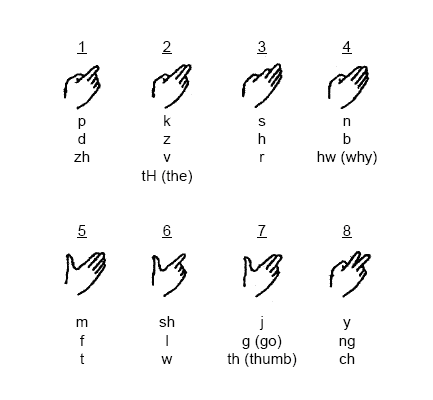 1 2 3 4
p k s n
d z h b
zh v r hw (why)
tH (the)
5 6 7 8
m sh j y
f l g (go) ng
t w th (thumb) ch